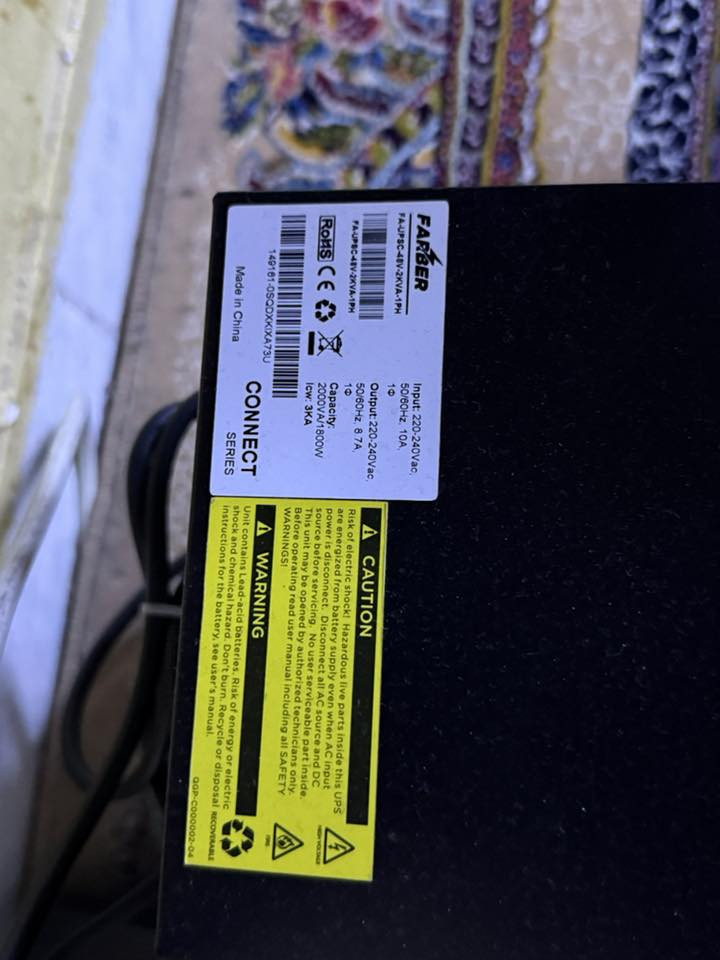 FARBER
FA-UPSC-48V-2KVA-1PH
FA-UPSC-48V-2KVA-1PH
RoHS CE
149161-0SQDXKIXA73U
Made in China
Input: 220-240Vac,
50/60Hz, 10A,
1Φ
Output: 220-240Vac,
50/60Hz, 8.7A,
1Φ
Capacity:
2000VA/1800W
Icw: 3KA
CONNECT
SERIES
CAUTION
Risk of electric shock! Hazardous live parts inside this UPS
are energized from battery supply even when AC input
power is disconnect. Disconnect all AC source and DC
source before servicing. No user serviceable part inside.
This unit may be opened by authorized technicians only.
Before operating read user manual including all SAFETY
WARNINGS!
HIGH VOLTAGE
WARNING
Unit contains Lead-acid batteries. Risk of energy or electric
shock and chemical hazard. Don't burn. Recycle or disposal
instructions for the battery, see user's manual.
RECOVERABLE
QGP-C000002-04